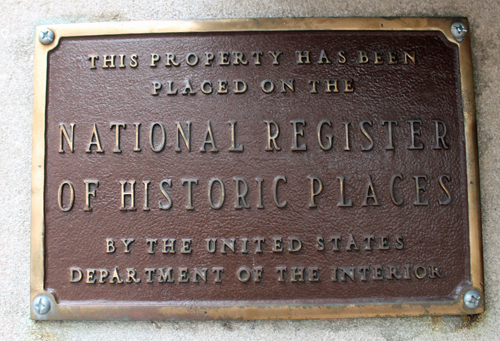 THIS PROPERTY HAS BEEN
PLACED ON THE
NATIONAL REGISTER
OF HISTORIC PLACES
BY THE UNITED STATES
DEPARTMENT OF THE INTERIOR